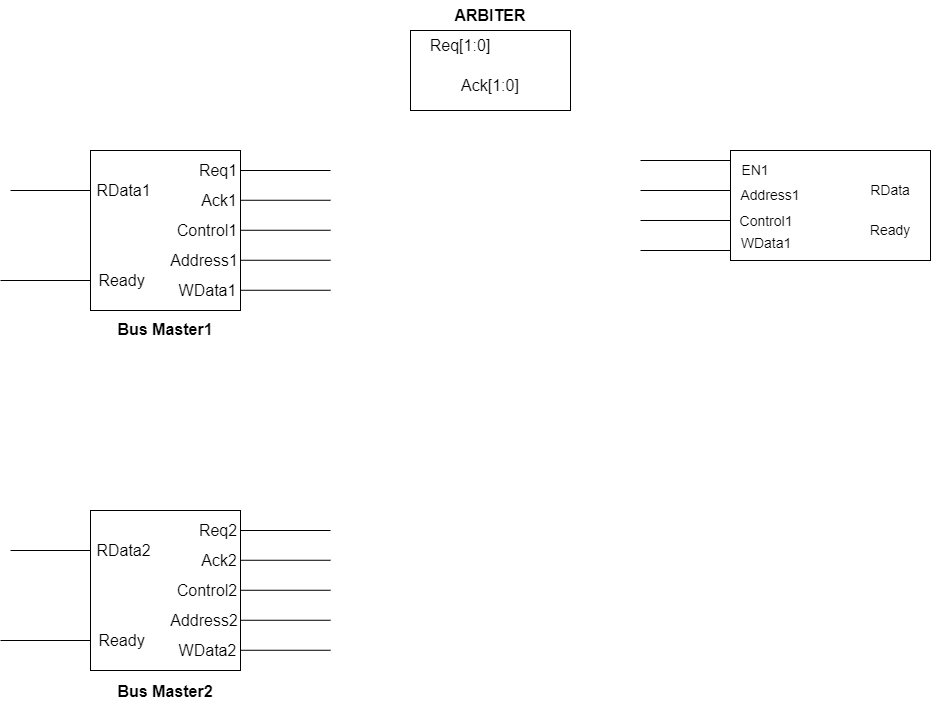 ARBITER
Req[1:0]
Ack[1:0]
RData1
Ready
Req1
Ack1
Control1
Address1
WData1
Bus Master1
EN1
Address1
Control1
WData1
RData
Ready
RData2
Ready
Req2
Ack2
Control2
Address2
WData2
Bus Master2